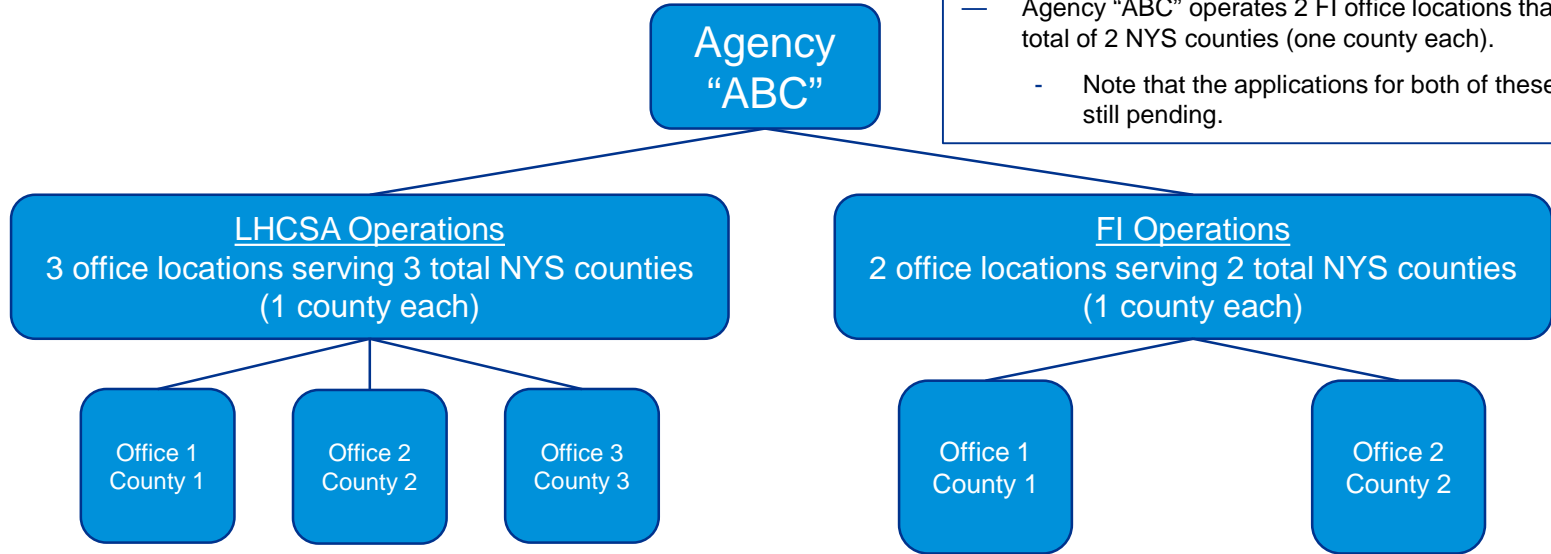 Agency
“ABC”
— Agency “ABC” operates 2 FI office locations
total of 2 NYS counties (one county each).
- Note that the applications for both of these
still pending.
LHCSA Operations
3 office locations serving 3 total NYS counties
(1 county each)
FI Operations
2 office locations serving 2 total NYS counties
(1 county each)
Office 1
County 1
Office 2
County 2
Office 3
County 3
Office 1
County 1
Office 2
County 2